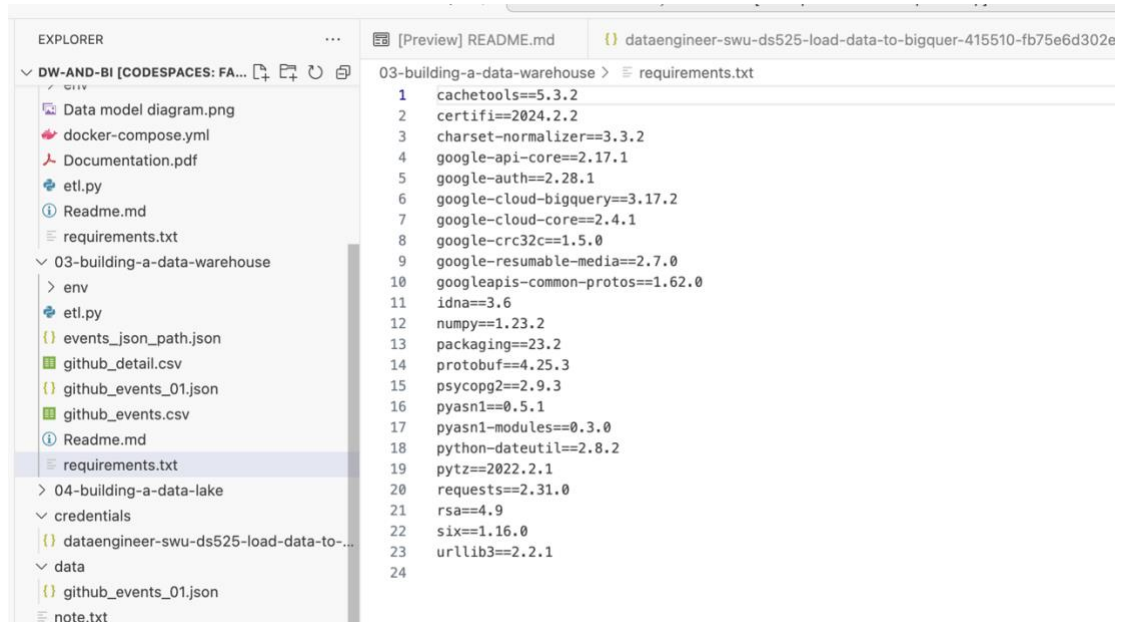 EXPLORER ...
[Preview] README.md
{} dataengineer-swu-ds525-load-data-to-bigquer-415510-fb75e6d302e
DW-AND-BI [CODESPACES: FA...
03-building-a-data-warehouse > requirements.txt
env
Data model diagram.png
docker-compose.yml
Documentation.pdf
etl.py
Readme.md
requirements.txt
03-building-a-data-warehouse
> env
etl.py
{} events_json_path.json
github_detail.csv
{} github_events_01.json
github_events.csv
Readme.md
requirements.txt
> 04-building-a-data-lake
credentials
{} dataengineer-swu-ds525-load-data-to-...
data
{} github_events_01.json
note.txt
1 cachetools==5.3.2
2 certifi==2024.2.2
3 charset-normalizer==3.3.2
4 google-api-core==2.17.1
5 google-auth==2.28.1
6 google-cloud-bigquery==3.17.2
7 google-cloud-core==2.4.1
8 google-crc32c==1.5.0
9 google-resumable-media==2.7.0
10 googleapis-common-protos==1.62.0
11 idna==3.6
12 numpy==1.23.2
13 packaging==23.2
14 protobuf==4.25.3
15 psycopg2==2.9.3
16 pyasn1==0.5.1
17 pyasn1-modules==0.3.0
18 python-dateutil==2.8.2
19 pytz==2022.2.1
20 requests==2.31.0
21 rsa==4.9
22 six==1.16.0
23 urllib3==2.2.1
24